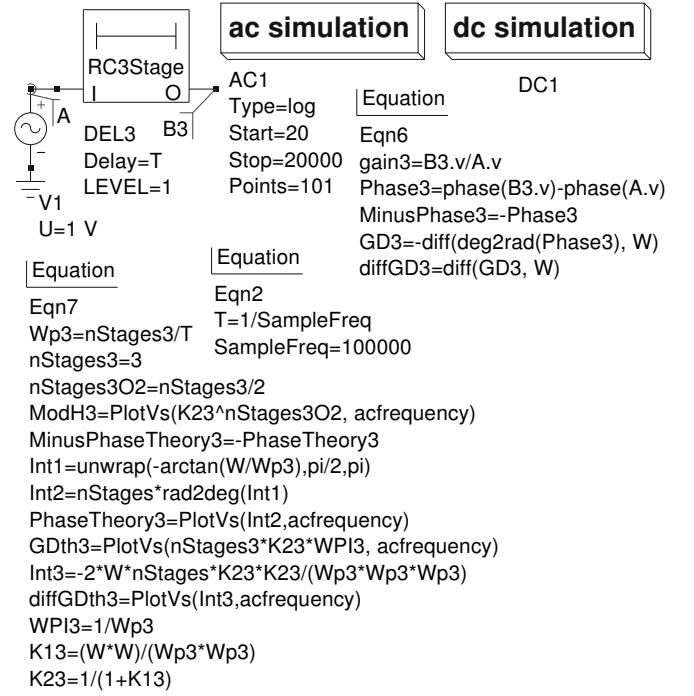 ac simulation
dc simulation
RC3Stage
I O
A
B3
+
−
DEL3
Delay=T
LEVEL=1
V1
U=1 V
AC1
Type=log
Start=20
Stop=20000
Points=101
DC1
Equation
Eqn6
gain3=B3.v/A.v
Phase3=phase(B3.v)-phase(A.v)
MinusPhase3=-Phase3
GD3=-diff(deg2rad(Phase3), W)
diffGD3=diff(GD3, W)
Equation
Eqn2
T=1/SampleFreq
SampleFreq=100000
Equation
Eqn7
Wp3=nStages3/T
nStages3=3
nStages3O2=nStages3/2
ModH3=PlotVs(K23^nStages3O2, acfrequency)
MinusPhaseTheory3=-PhaseTheory3
Int1=unwrap(-arctan(W/Wp3),pi/2,pi)
Int2=nStages*rad2deg(Int1)
PhaseTheory3=PlotVs(Int2,acfrequency)
GDth3=PlotVs(nStages3*K23*WPI3, acfrequency)
Int3=-2*W*nStages*K23*K23/(Wp3*Wp3*Wp3)
diffGDth3=PlotVs(Int3,acfrequency)
WPI3=1/Wp3
K13=(W*W)/(Wp3*Wp3)
K23=1/(1+K13)